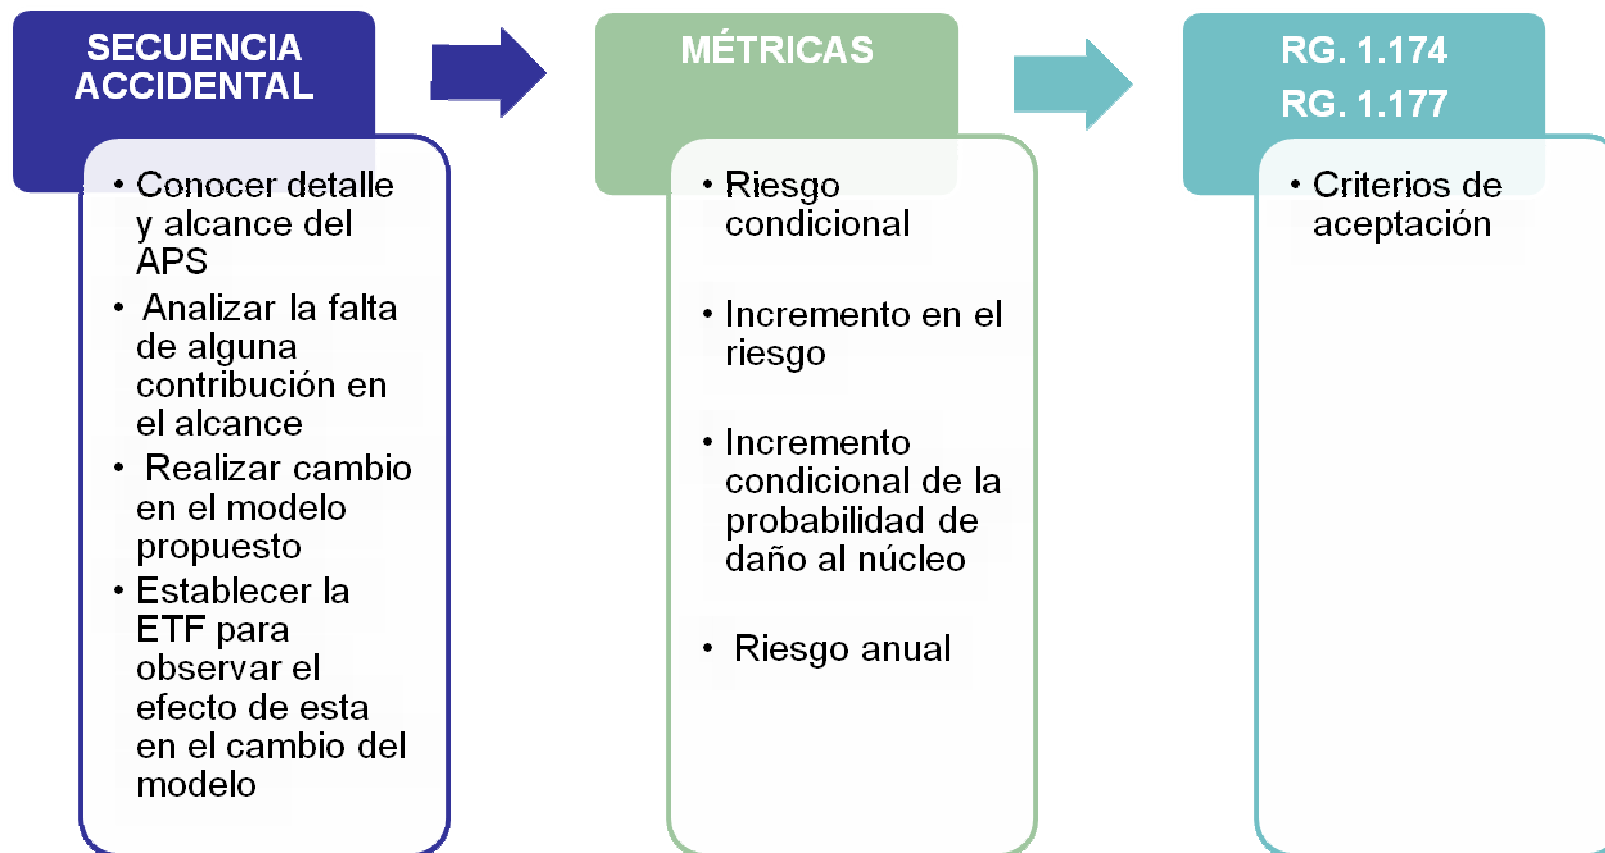 SECUENCIA
ACCIDENTAL
• Conocer detalle
y alcance del
APS
• Analizar la falta
de alguna
contribución en
el alcance
• Realizar cambio
en el modelo
propuesto
• Establecer la
ETF para
observar el
efecto de esta
en el cambio del
modelo
MÉTRICAS
• Riesgo
condicional
• Incremento en el
riesgo
• Incremento
condicional de la
probabilidad de
daño al núcleo
• Riesgo anual
RG. 1.174
RG. 1.177
• Criterios de
aceptación